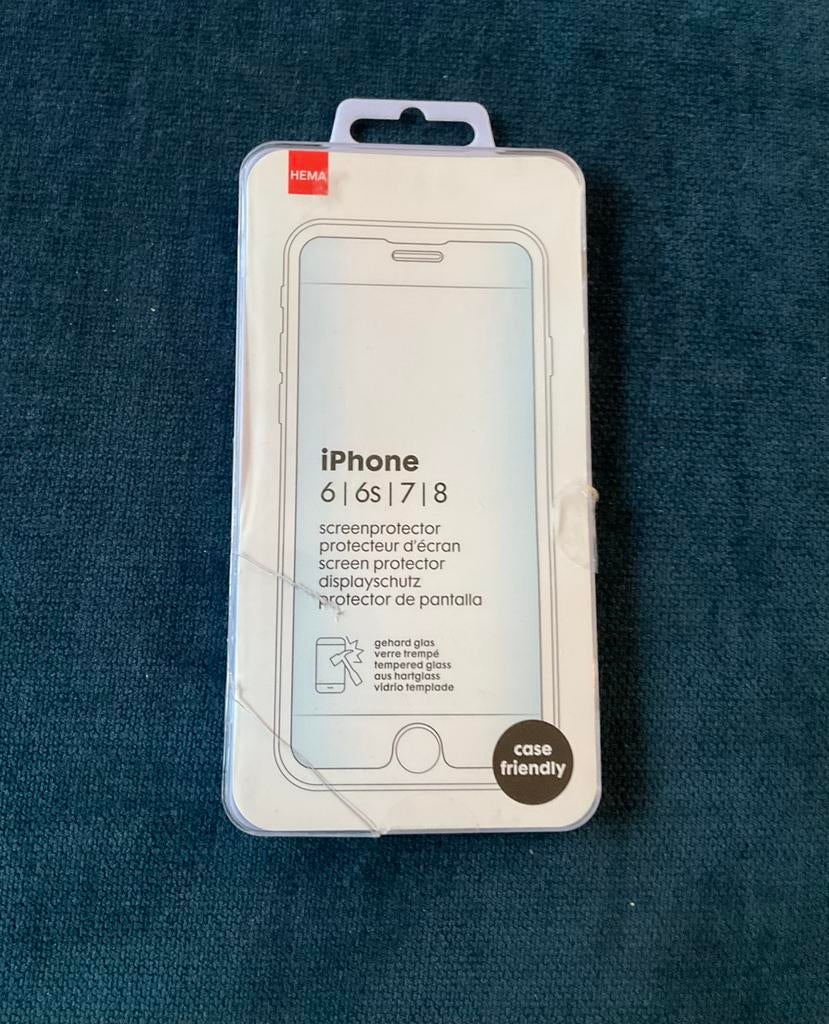 HEMA
iPhone
6 | 6s | 7 | 8
screenprotector
protecteur d'écran
screen protector
displayschutz
protector de pantalla
gehard glas
verre trempé
tempered glass
aus hartglass
vidrio templade
case
friendly